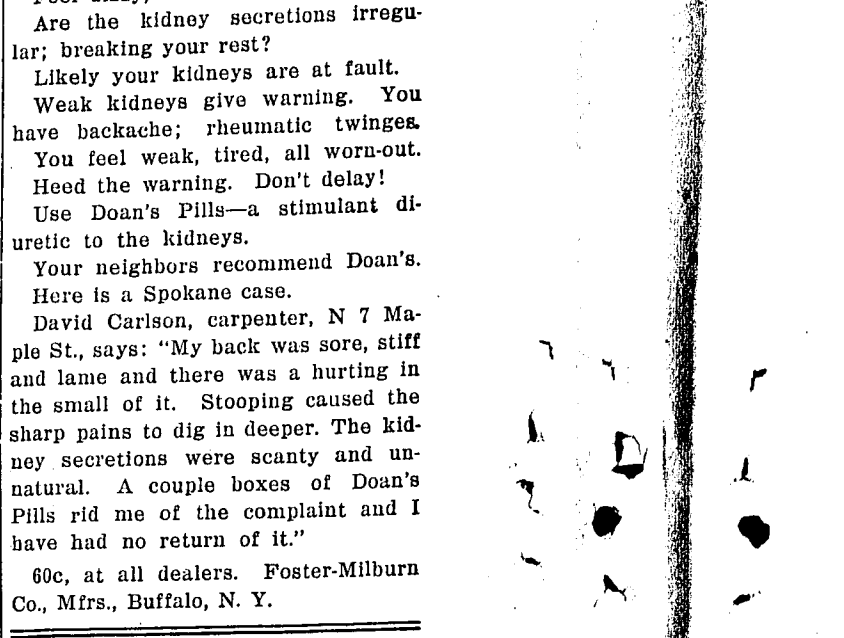 Are the kidney secretions irregu-
lar; breaking your rest?
Likely your kidneys are at fault.
Weak kidneys give warning. You
have backache; rheumatic twinges.
You feel weak, tired, all worn-out.
Heed the warning. Don't delay!
Use Doan's Pills—a stimulant di-
uretic to the kidneys.
Your neighbors recommend Doan's.
Here is a Spokane case.
David Carlson, carpenter, N 7 Ma-
ple St., says: "My back was sore, stiff
and lame and there was a hurting in
the small of it. Stooping caused the
sharp pains to dig in deeper. The kid-
ney secretions were scanty and un-
natural. A couple boxes of Doan's
Pills rid me of the complaint and I
have had no return of it."
60c, at all dealers. Foster-Milburn
Co., Mfrs., Buffalo, N. Y.